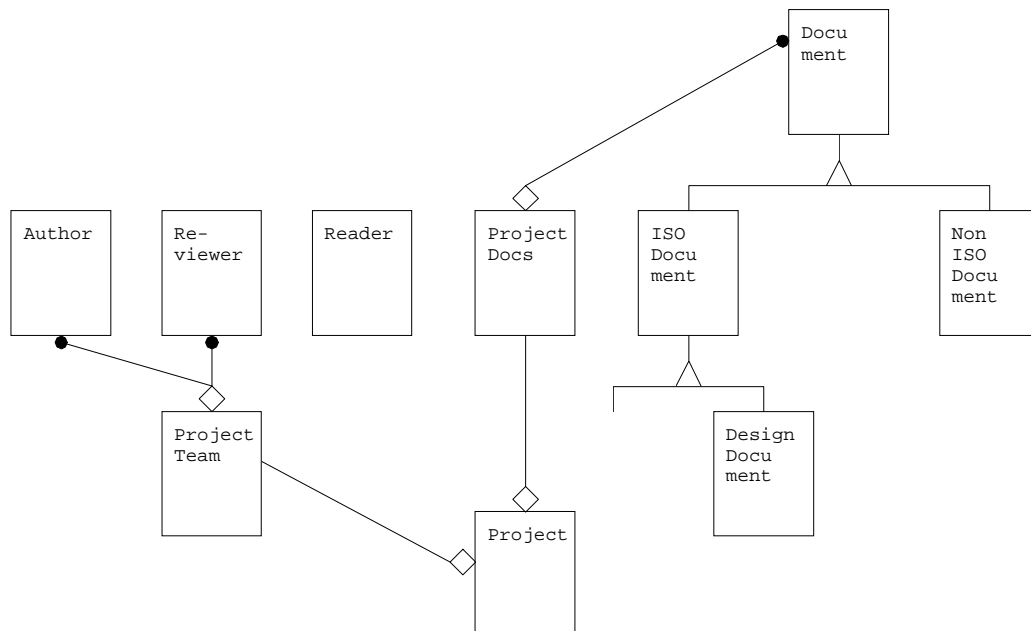 Docu
ment
Author
Re-
viewer
Reader
Project
Docs
ISO
Docu
ment
Non
ISO
Docu
ment
Project
Team
Design
Docu
ment
Project